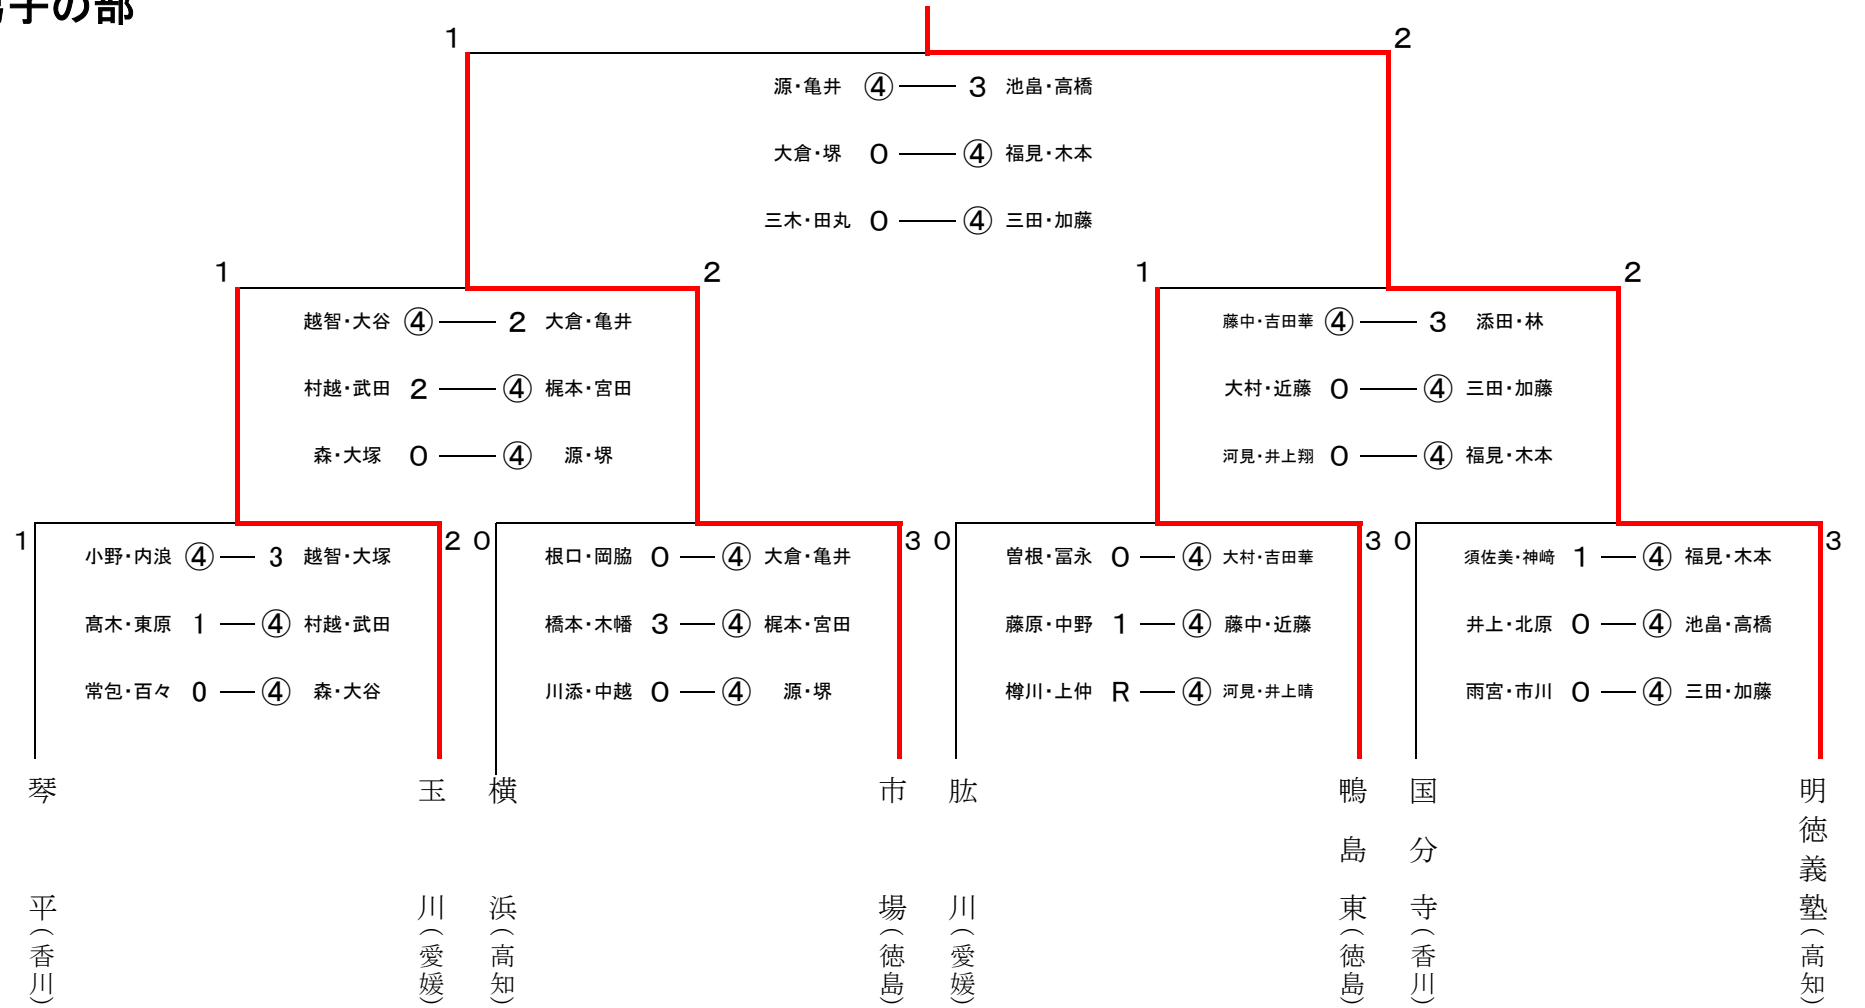 男子の部
1 2
源・亀井 ④ 3 池畠・高橋
大倉・堺 0 ④ 福見・木本
三木・田丸 0 ④ 三田・加藤
1 2
越智・大谷 ④ 2 大倉・亀井
村越・武田 2 ④ 梶本・宮田
森・大塚 0 ④ 源・堺
1 2
藤中・吉田華 ④ 3 添田・林
大村・近藤 0 ④ 三田・加藤
河見・井上翔 0 ④ 福見・木本
1 2
小野・内浪 ④ 3 越智・大塚
髙木・東原 1 ④ 村越・武田
常包・百々 0 ④ 森・大谷
0 3
根口・岡脇 0 ④ 大倉・亀井
橋本・木幡 3 ④ 梶本・宮田
川添・中越 0 ④ 源・堺
0 3
曽根・冨永 0 ④ 大村・吉田華
藤原・中野 1 ④ 藤中・近藤
樽川・上仲 R ④ 河見・井上晴
0 3
須佐美・神﨑 1 ④ 福見・木本
井上・北原 0 ④ 池畠・高橋
雨宮・市川 0 ④ 三田・加藤
琴平(香川)
玉川(愛媛)
横浜(高知)
市場(徳島)
肱川(愛媛)
鴨島東(徳島)
国分寺(香川)
明徳義塾(高知)